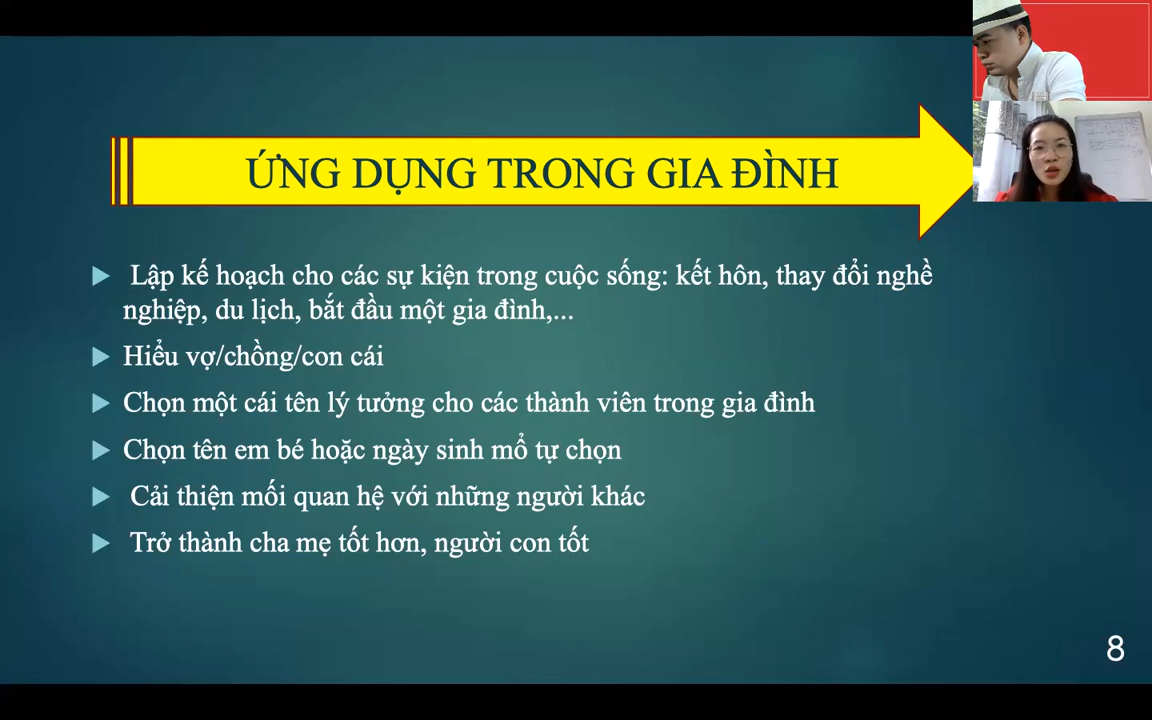 ỨNG DỤNG TRONG GIA ĐÌNH
Lập kế hoạch cho các sự kiện trong cuộc sống: kết hôn, thay đổi nghề
nghiệp, du lịch, bắt đầu một gia đình,...
Hiểu vợ/chồng/con cái
Chọn một cái tên lý tưởng cho các thành viên trong gia đình
Chọn tên em bé hoặc ngày sinh mổ tự chọn
Cải thiện mối quan hệ với những người khác
Trở thành cha mẹ tốt hơn, người con tốt
8